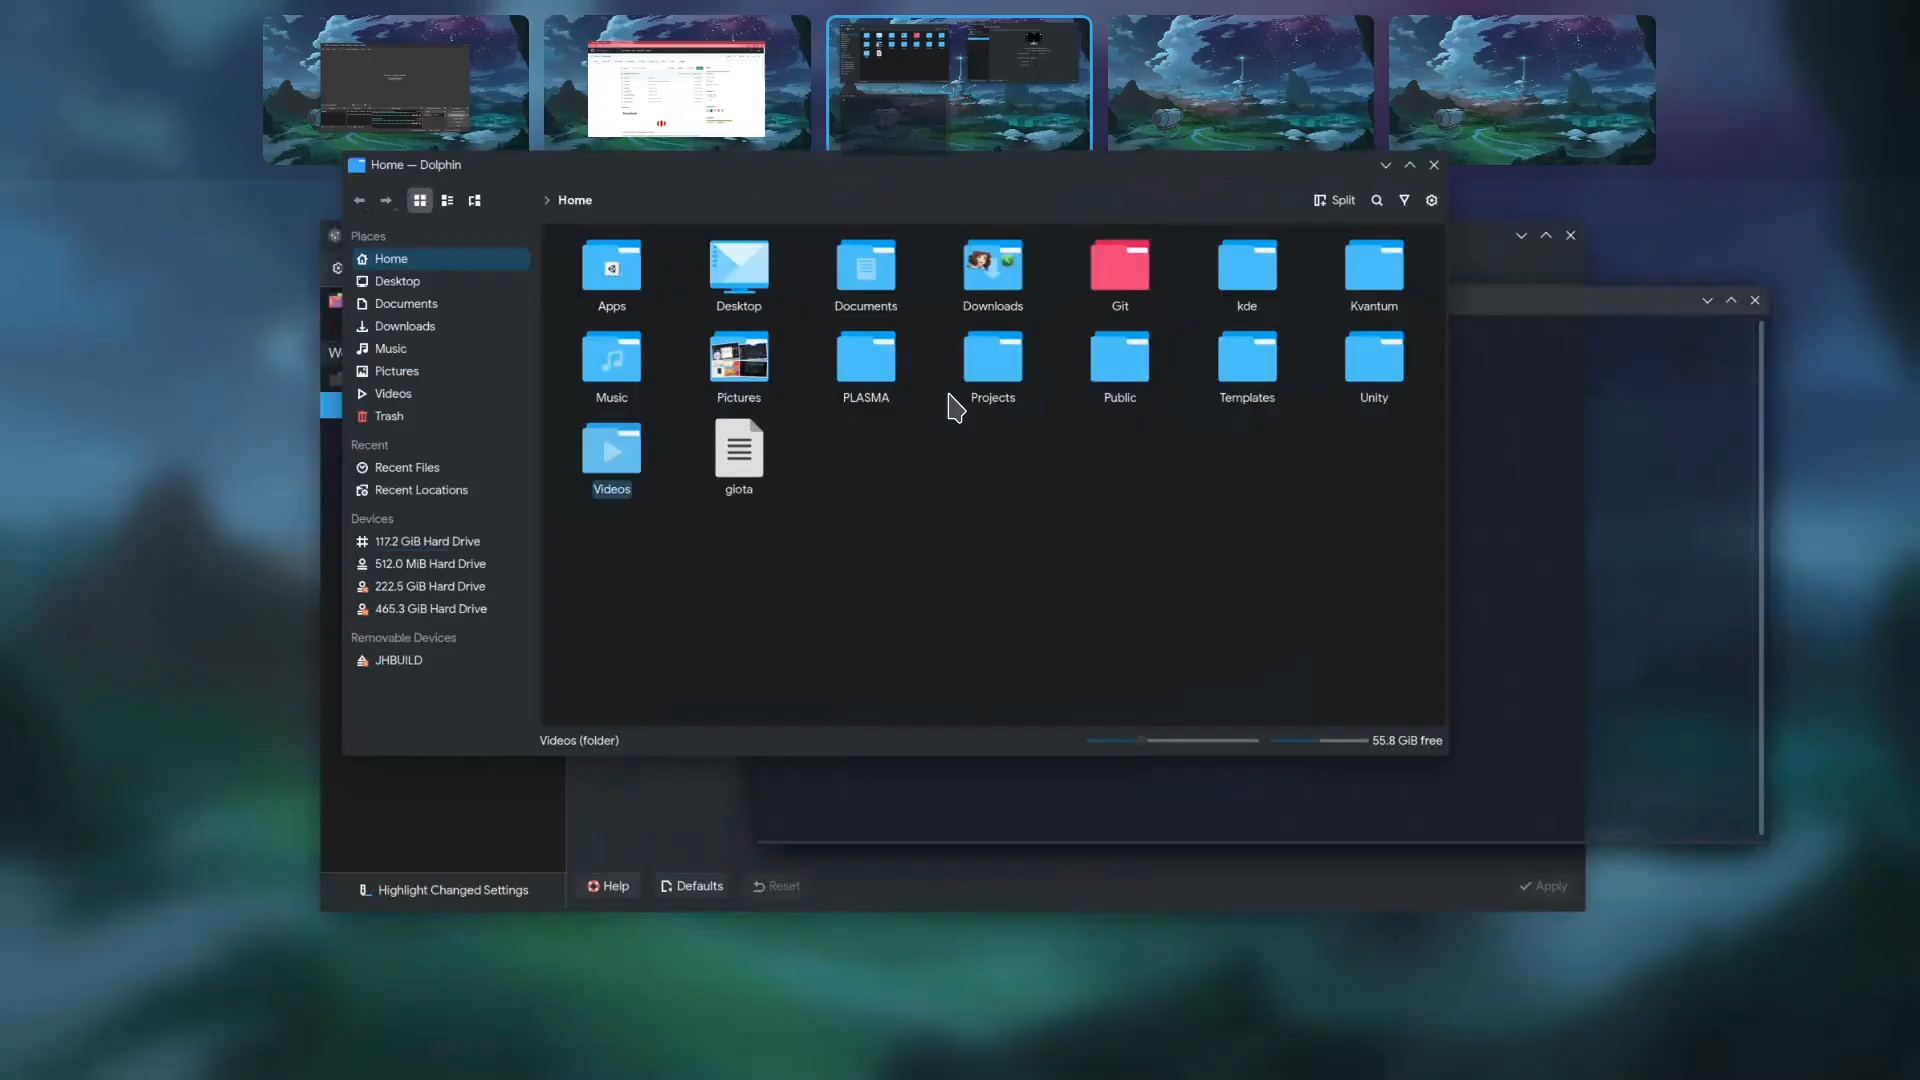 Home — Dolphin
Home
Split
Places
Home
Desktop
Documents
Downloads
Music
Pictures
Videos
Trash
Recent
Recent Files
Recent Locations
Devices
117.2 GiB Hard Drive
512.0 MiB Hard Drive
222.5 GiB Hard Drive
465.3 GiB Hard Drive
Removable Devices
JHBUILD
Apps
Desktop
Documents
Downloads
Git
kde
Kvantum
Music
Pictures
PLASMA
Projects
Public
Templates
Unity
Videos
giota
Videos (folder)
55.8 GiB free
Highlight Changed Settings
Help
Defaults
Reset
Apply